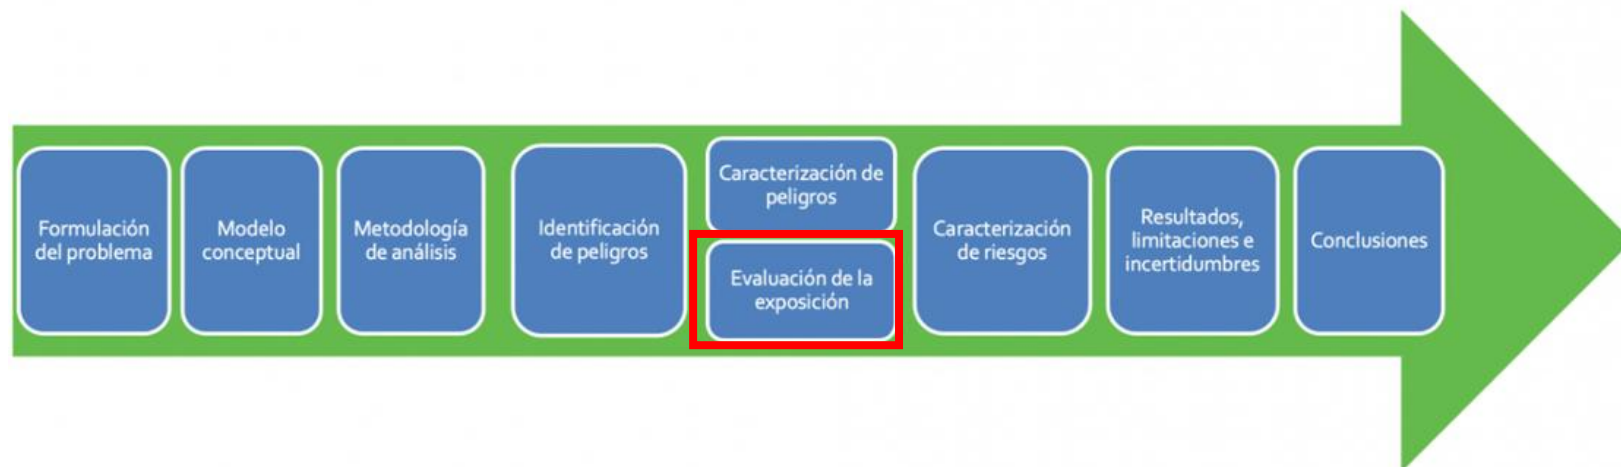 Formulación
del problema
Modelo
conceptual
Metodología
de análisis
Identificación
de peligros
Caracterización de
peligros
Evaluación de la
exposición
Caracterización
de riesgos
Resultados,
limitaciones e
incertidumbres
Conclusiones